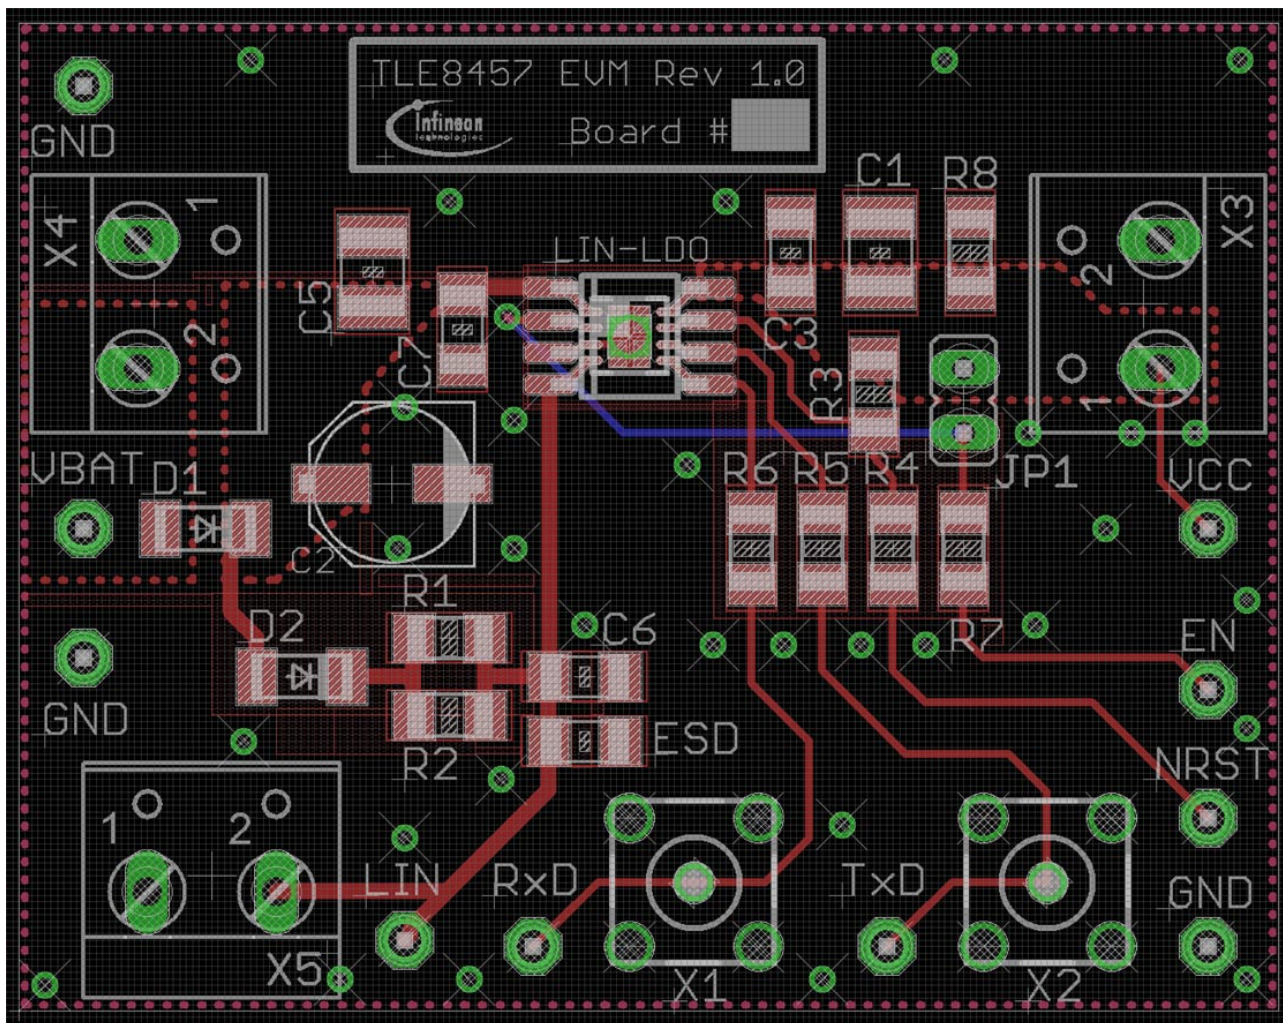 TLE8457 EVM Rev 1.0
Infineon
technologies
Board #
GND
C1
R8
X4
1
2
X3
2
1
LIN-LDO
C5
C7
C3
R3
JP1
VBAT
D1
C2
R6
R5
R4
VCC
R1
D2
C6
R7
EN
GND
R2
ESD
NRST
1
2
X5
LIN
RxD
X1
TxD
X2
GND